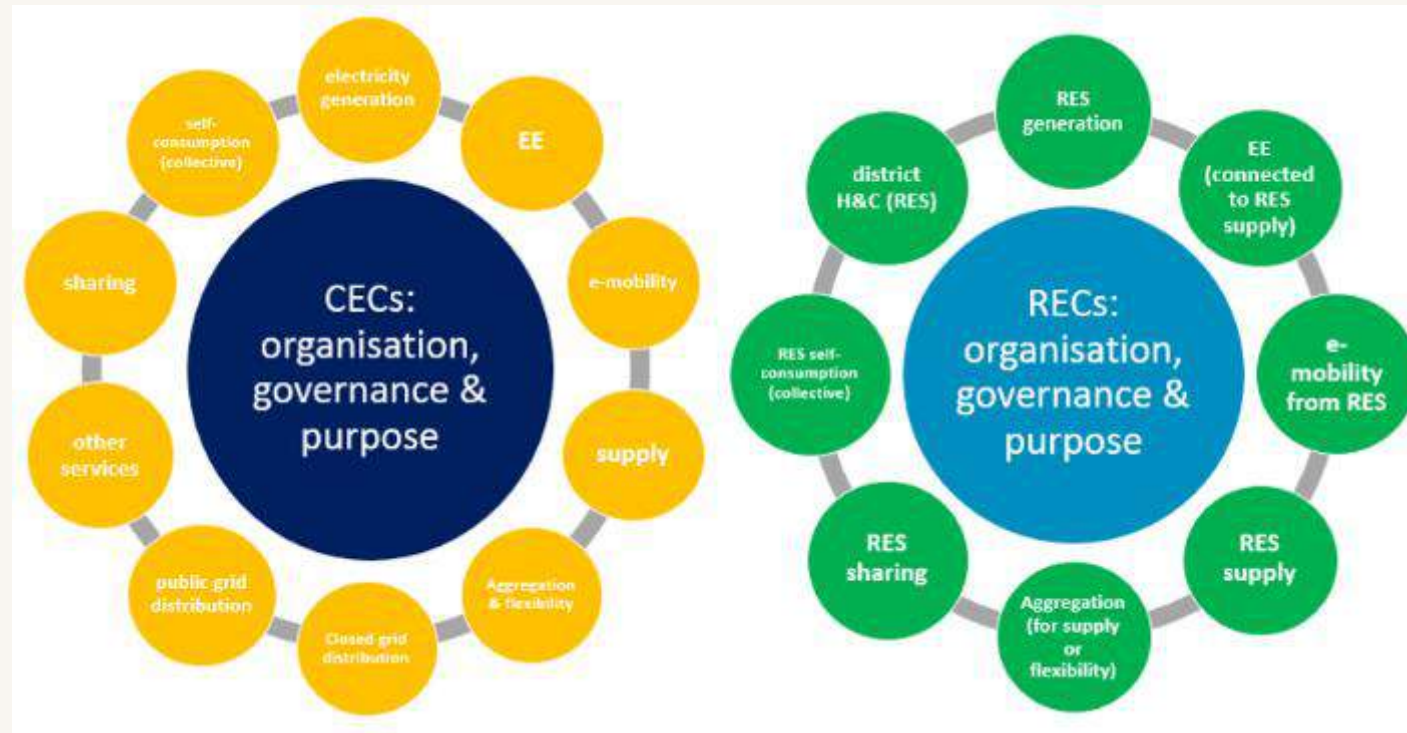 CECs:
organisation,
governance &
purpose
electricity
generation
EE
e-mobility
supply
Aggregation
& flexibility
Closed grid
distribution
public grid
distribution
other
services
sharing
self-
consumption
(collective)
RECs:
organisation,
governance &
purpose
RES
generation
EE
(connected
to RES
supply)
e-
mobility
from RES
RES
supply
Aggregation
(for supply
or
flexibility)
RES
sharing
RES self-
consumption
(collective)
district
H&C (RES)